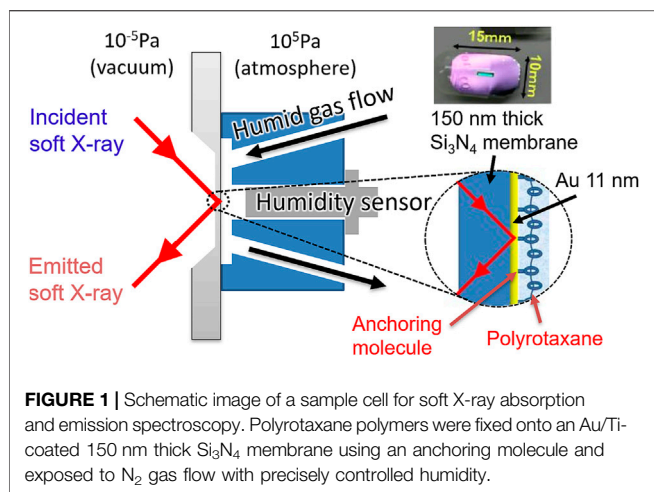 10⁻⁵Pa
(vacuum)
10⁵Pa
(atmosphere)
15mm
10mm
Incident
soft X-ray
Humid gas flow
150 nm thick
Si₃N₄ membrane
Au 11 nm
Humidity sensor
Emitted
soft X-ray
Anchoring
molecule
Polyrotaxane
FIGURE 1 | Schematic image of a sample cell for soft X-ray absorption
and emission spectroscopy. Polyrotaxane polymers were fixed onto an Au/Ti-
coated 150 nm thick Si₃N₄ membrane using an anchoring molecule and
exposed to N₂ gas flow with precisely controlled humidity.